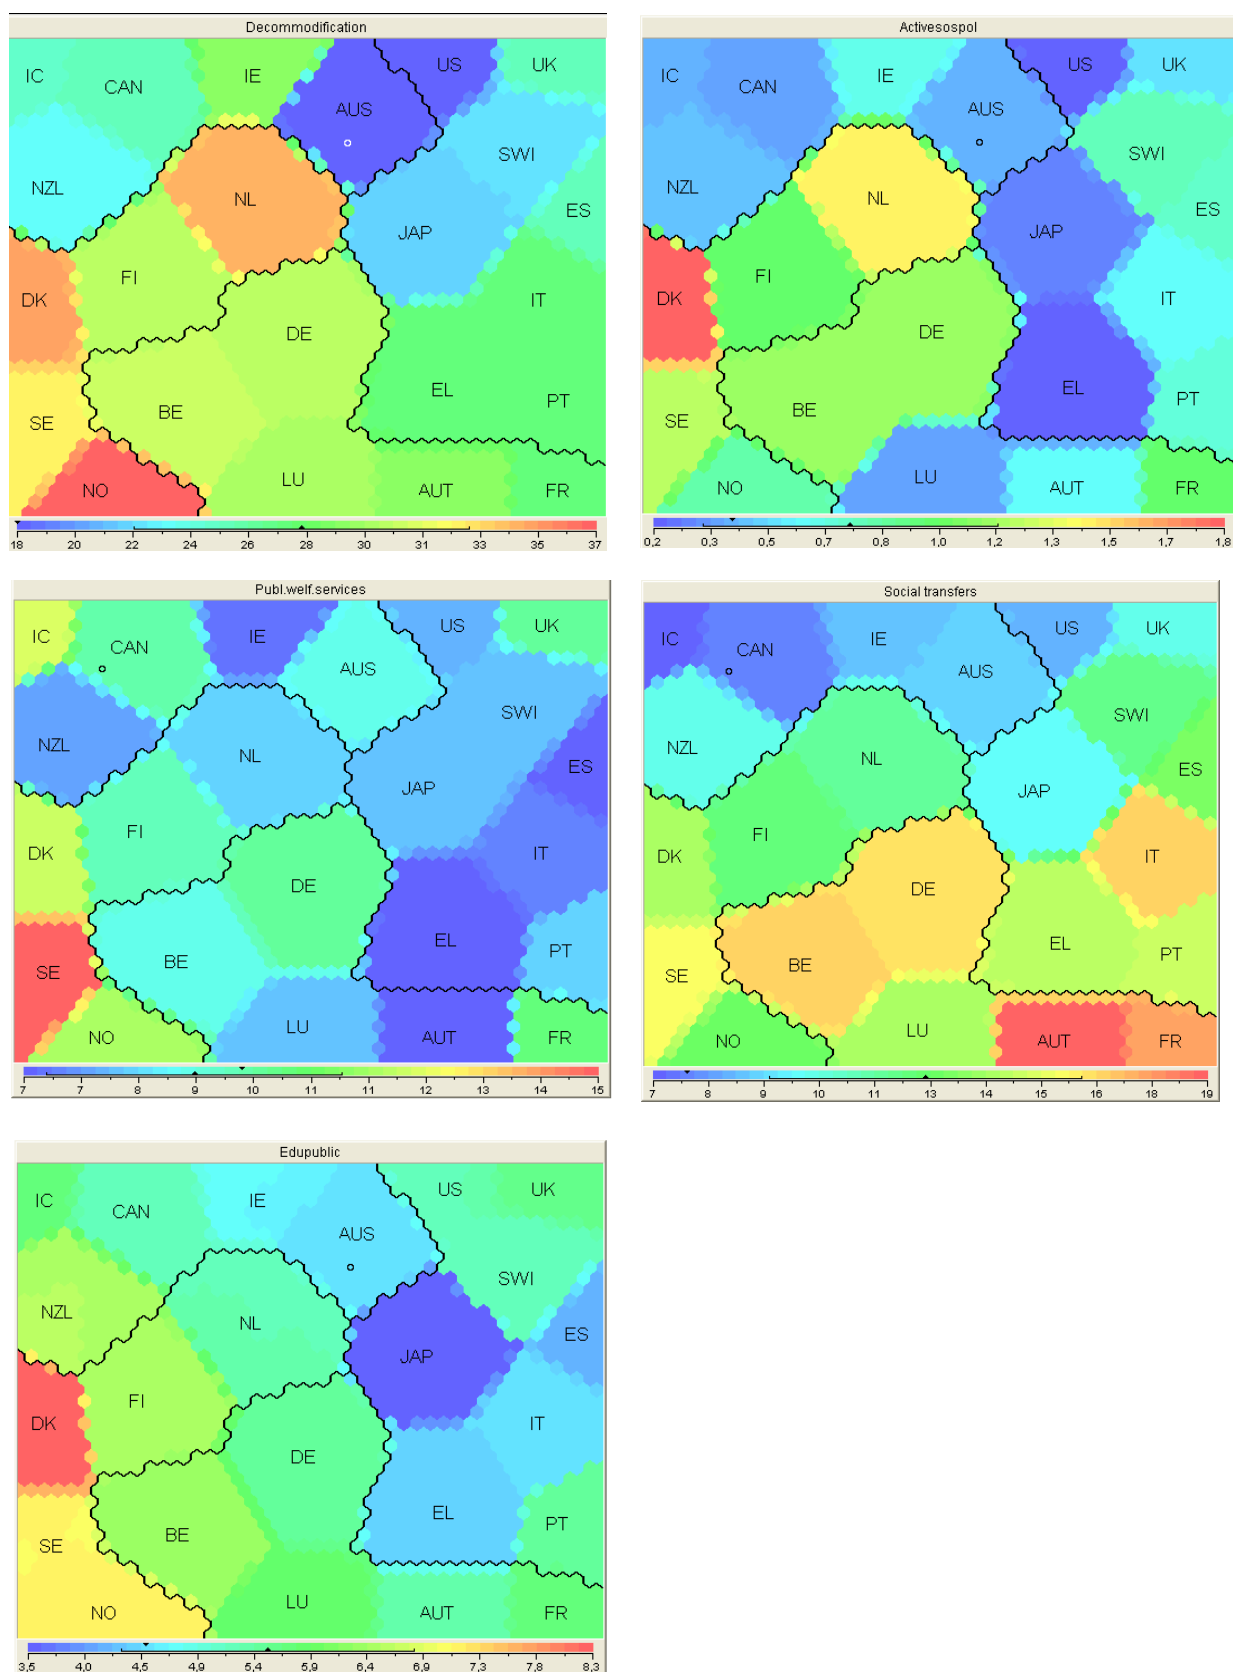 Decommodification
IC CAN IE AUS US UK
NZL NL JAP SWI ES
DK FI DE IT
SE BE EL PT
NO LU AUT FR
18 20 22 24 26 28 29 31 33 35 37
Activesospol
IC CAN IE AUS US UK
NZL NL JAP SWI ES
DK FI DE IT
SE BE EL PT
NO LU AUT FR
0,2 0,3 0,5 0,7 0,8 1,0 1,2 1,3 1,5 1,7 1,8
Publ.welf.services
IC CAN IE AUS US UK
NZL NL JAP SWI ES
DK FI DE IT
SE BE EL PT
NO LU AUT FR
7 7 8 9 10 11 11 12 13 14 15
Social transfers
IC CAN IE AUS US UK
NZL NL JAP SWI ES
DK FI DE IT
SE BE EL PT
NO LU AUT FR
7 8 9 10 11 13 14 15 16 18 19
Edupublic
IC CAN IE AUS US UK
NZL NL JAP SWI ES
DK FI DE IT
SE BE EL PT
NO LU AUT FR
3,5 4,0 4,5 4,9 5,4 5,9 6,4 6,9 7,3 7,8 8,3